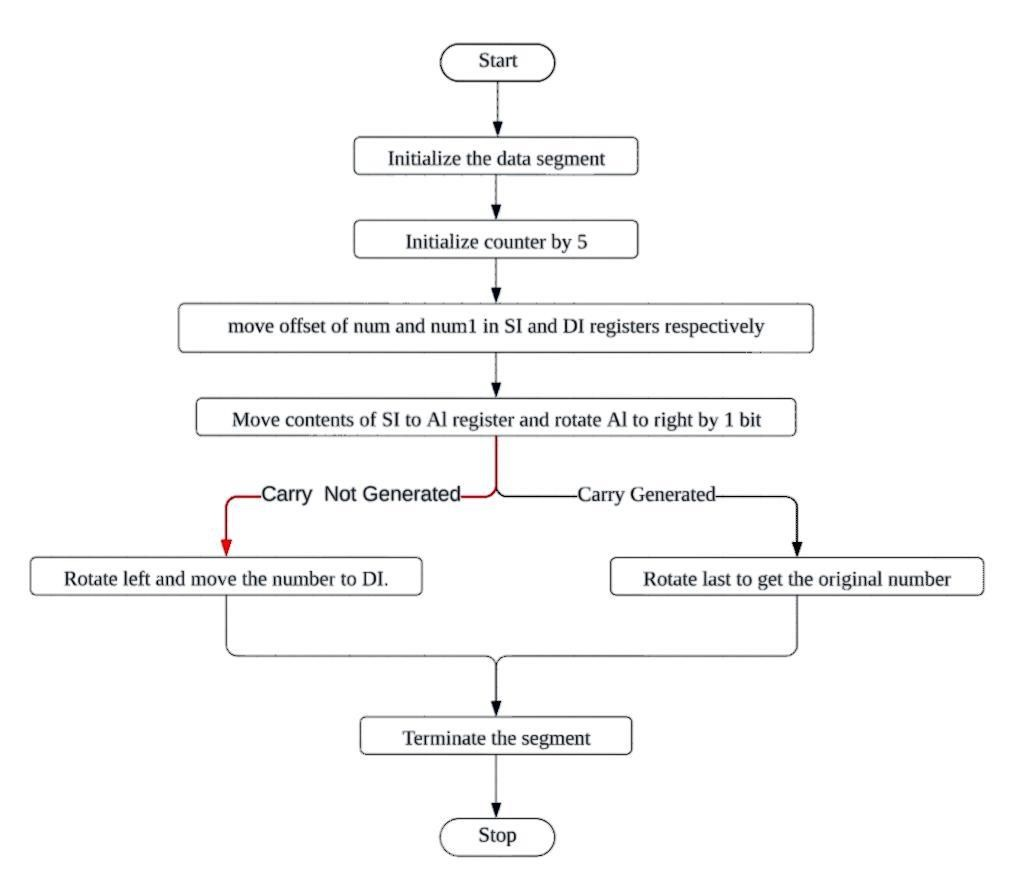 Start
Initialize the data segment
Initialize counter by 5
move offset of num and num1 in SI and DI registers respectively
Move contents of SI to Al register and rotate Al to right by 1 bit
Carry  Not Generated
Carry Generated
Rotate left and move the number to DI.
Rotate last to get the original number
Terminate the segment
Stop